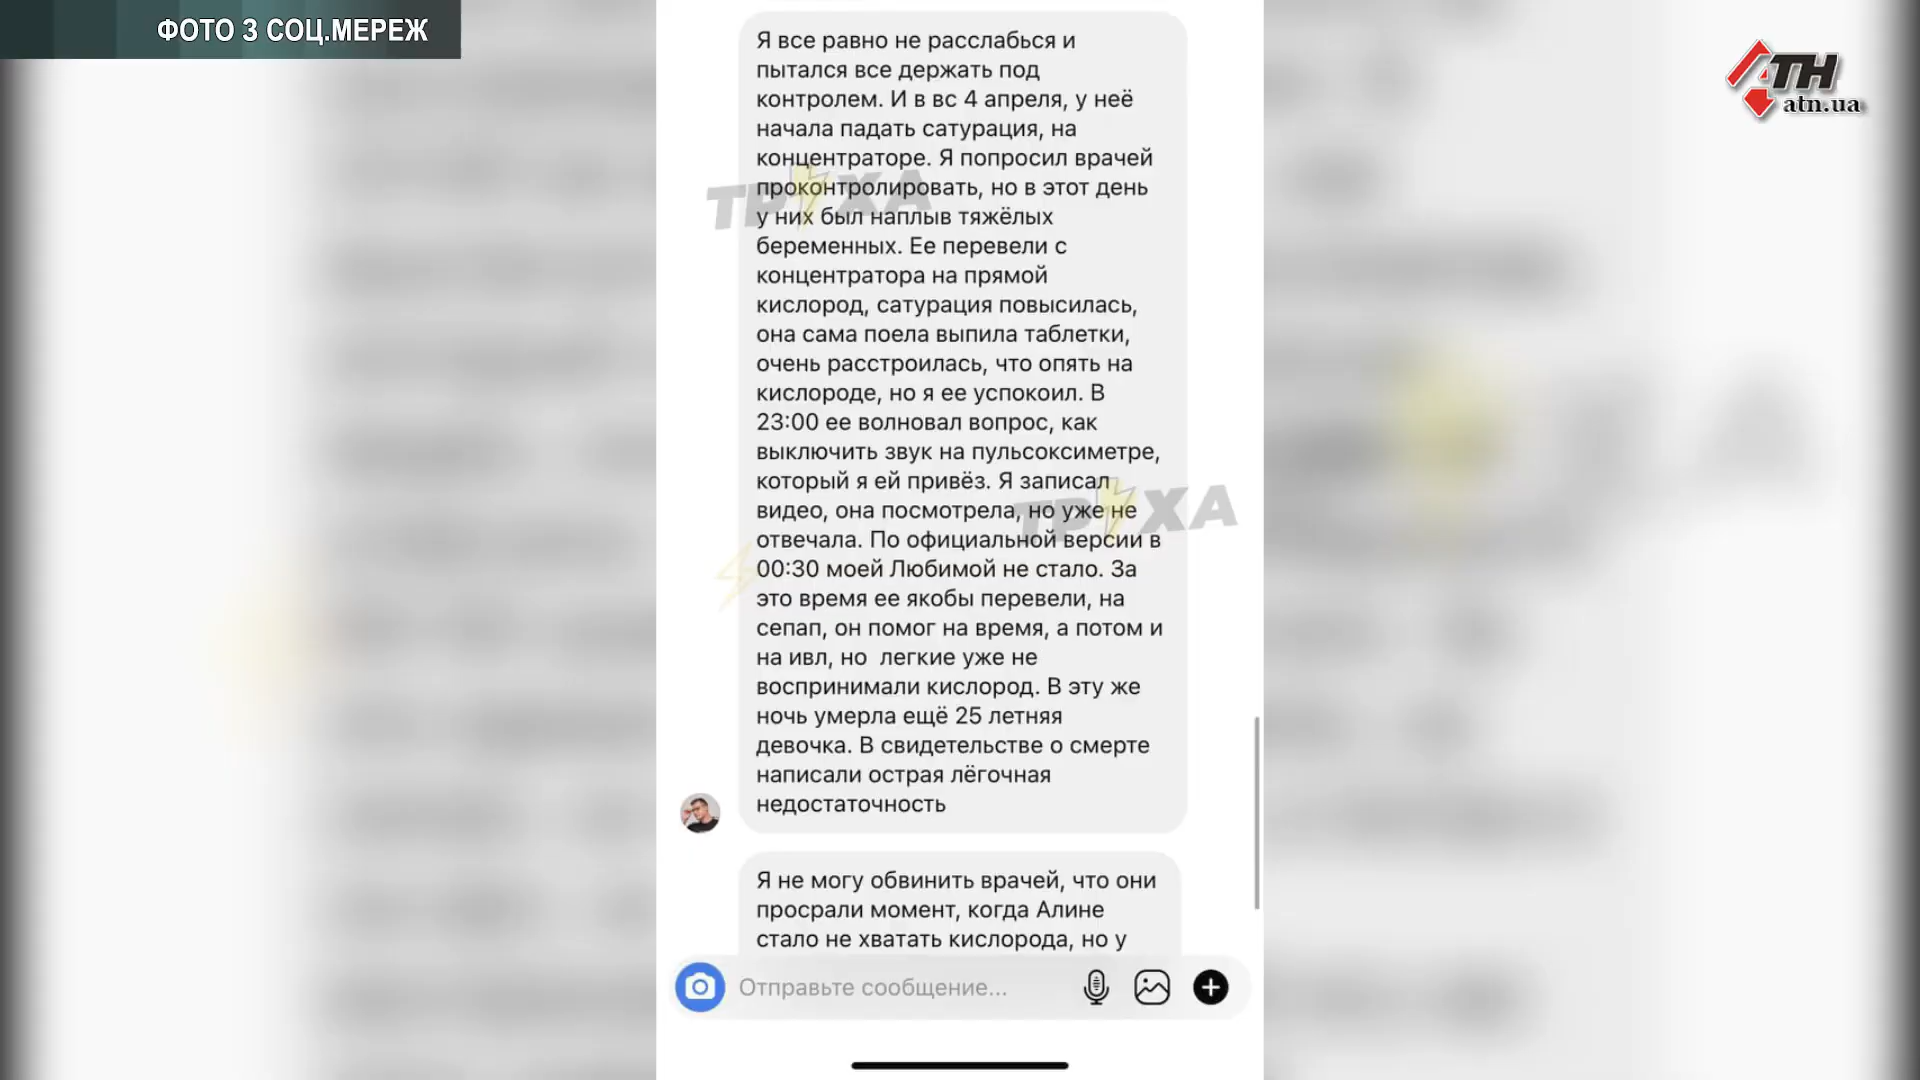 ФОТО З СОЦ.МЕРЕЖ
АТН
atn.ua
Я все равно не расслабься и
пытался все держать под
контролем. И в вс 4 апреля, у неё
начала падать сатурация, на
концентраторе. Я попросил врачей
проконтролировать, но в этот день
у них был наплыв тяжёлых
беременных. Ее перевели с
концентратора на прямой
кислород, сатурация повысилась,
она сама поела выпила таблетки,
очень расстроилась, что опять на
кислороде, но я ее успокоил. В
23:00 ее волновал вопрос, как
выключить звук на пульсоксиметре,
который я ей привёз. Я записал
видео, она посмотрела, но уже не
отвечала. По официальной версии в
00:30 моей Любимой не стало. За
это время ее якобы перевели, на
сепап, он помог на время, а потом и
на ивл, но  легкие уже не
воспринимали кислород. В эту же
ночь умерла ещё 25 летняя
девочка. В свидетельстве о смерте
написали острая лёгочная
недостаточность
ТРУХА
ТРУХА
Я не могу обвинить врачей, что они
просрали момент, когда Алине
стало не хватать кислорода, но у
Отправьте сообщение...